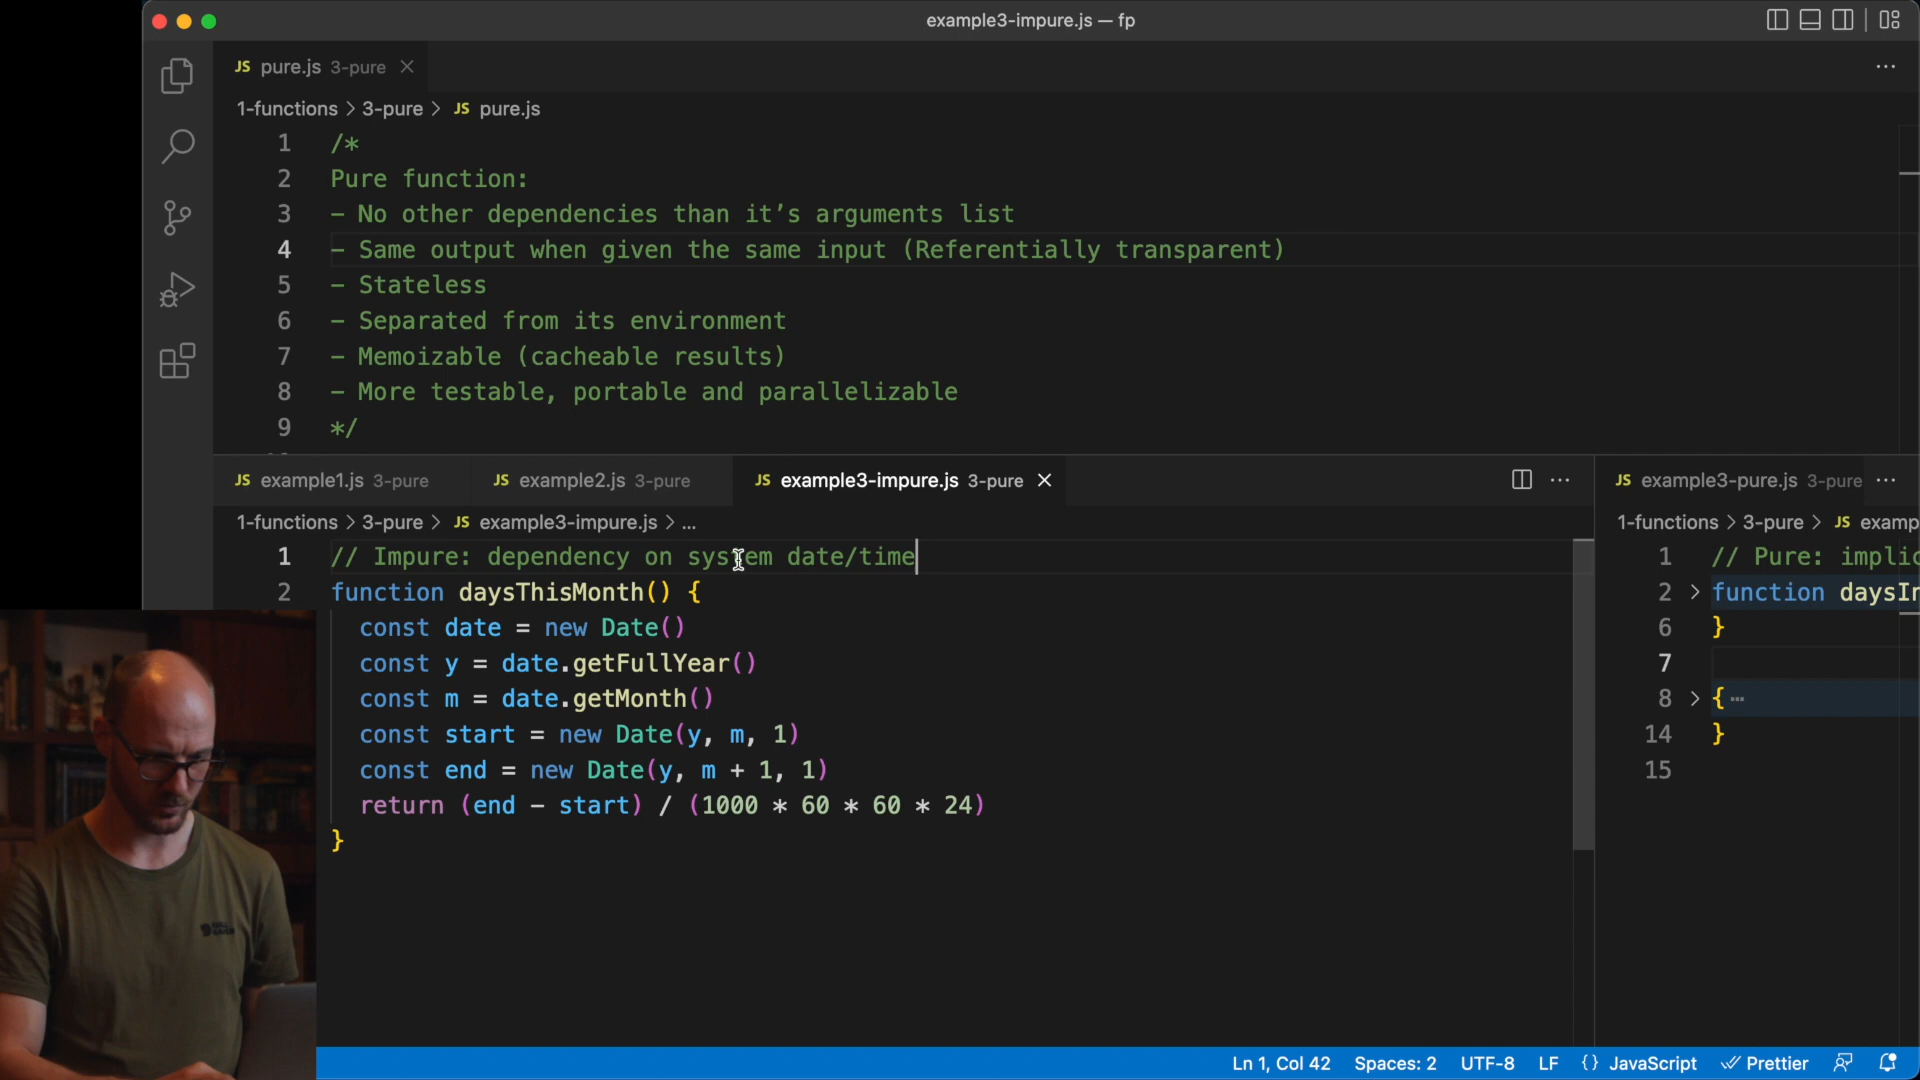 example3-impure.js — fp
JS pure.js 3-pure
1-functions > 3-pure > JS pure.js
1 /*
2 Pure function:
3 - No other dependencies than it’s arguments list
4 - Same output when given the same input (Referentially transparent)
5 - Stateless
6 - Separated from its environment
7 - Memoizable (cacheable results)
8 - More testable, portable and parallelizable
9 */
JS example1.js 3-pure JS example2.js 3-pure JS example3-impure.js 3-pure
1-functions > 3-pure > JS example3-impure.js > ...
1 // Impure: dependency on system date/time
2 function daysThisMonth() {
const date = new Date()
const y = date.getFullYear()
const m = date.getMonth()
const start = new Date(y, m, 1)
const end = new Date(y, m + 1, 1)
return (end - start) / (1000 * 60 * 60 * 24)
}
JS example3-pure.js 3-pure
1-functions > 3-pure > JS examp
1 // Pure: implic
2 > function daysIn
6 }
7
8 > { ...
14 }
15
Ln 1, Col 42 Spaces: 2 UTF-8 LF {} JavaScript Prettier